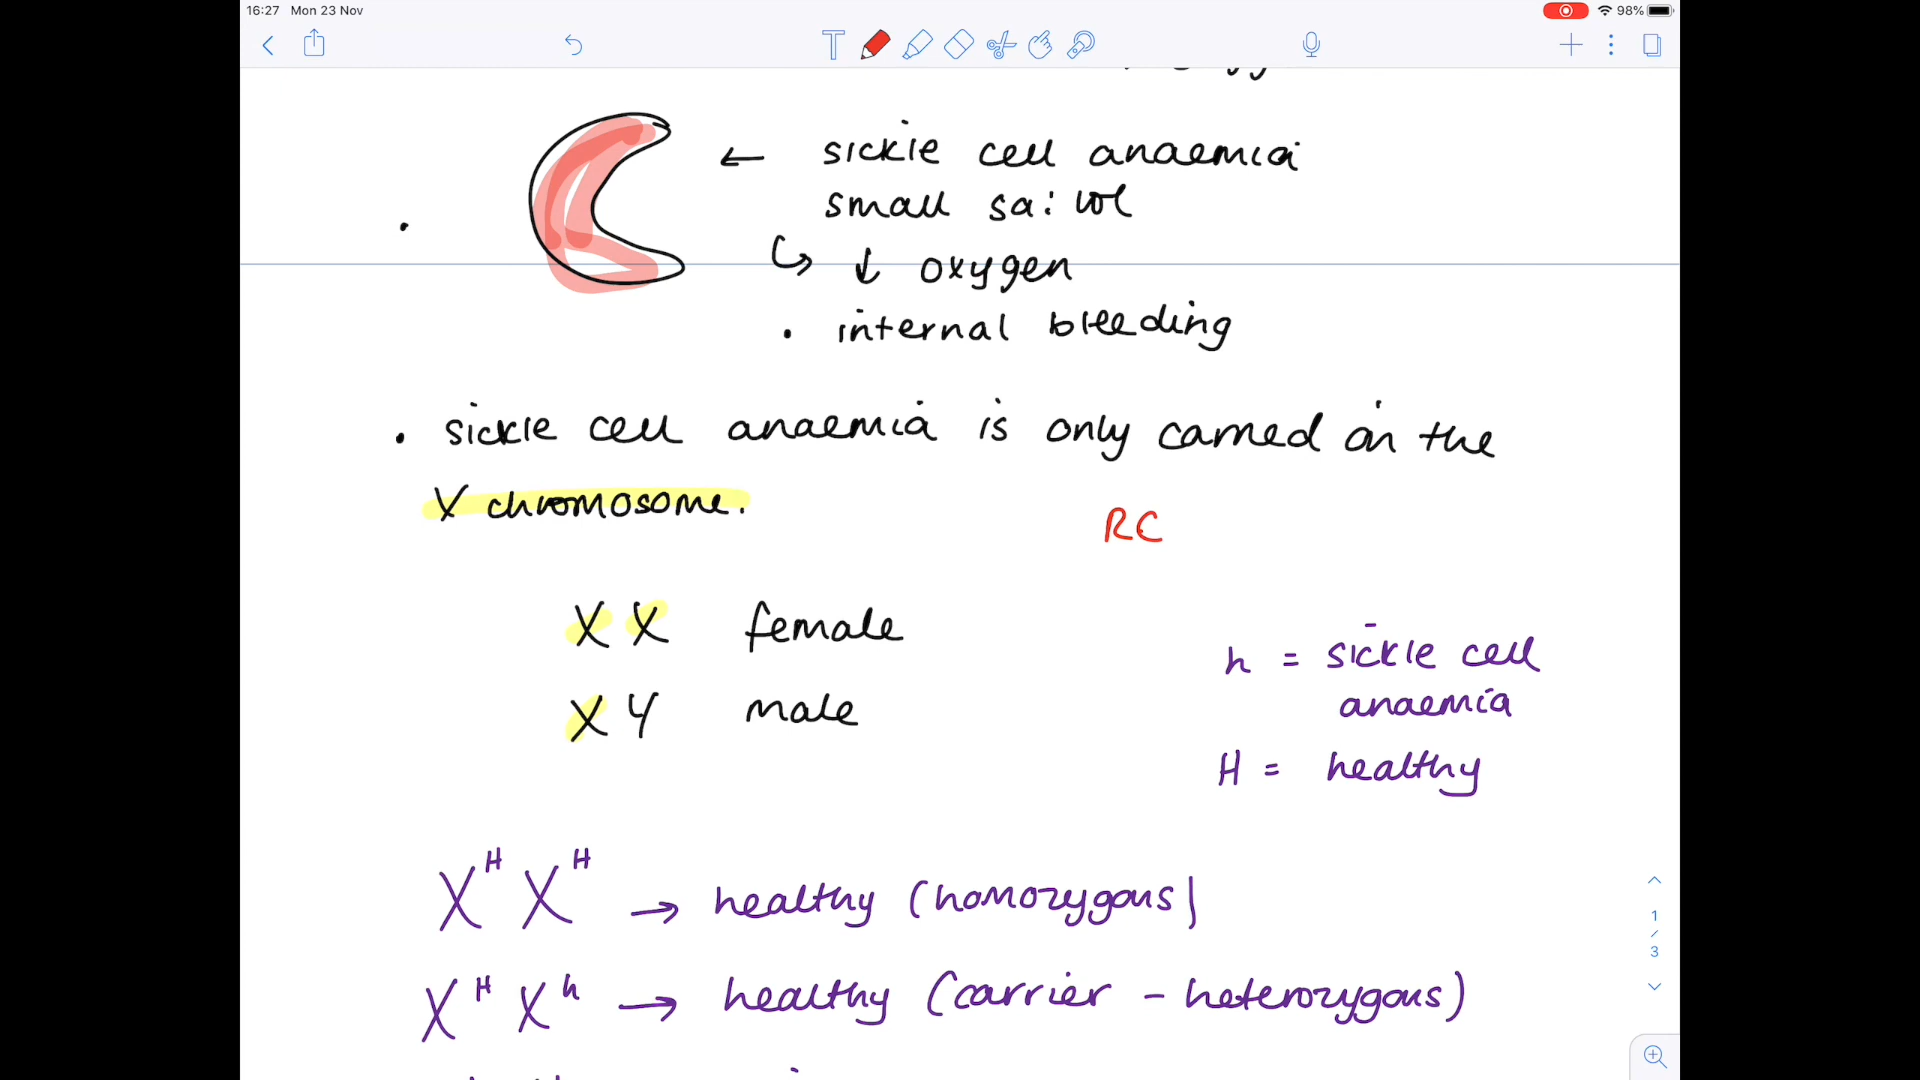 16:27 Mon 23 Nov
98%
T
← sickle cell anaemia
small sa: vol
↳ ↓ oxygen
• internal bleeding
• sickle cell anaemia is only carried on the
X chromosome.
RC
X X female
X Y male
h = sickle cell
anaemia
H = healthy
X^H X^H → healthy (homozygous)
X^H X^h → healthy (carrier - heterozygous)
1
/
3